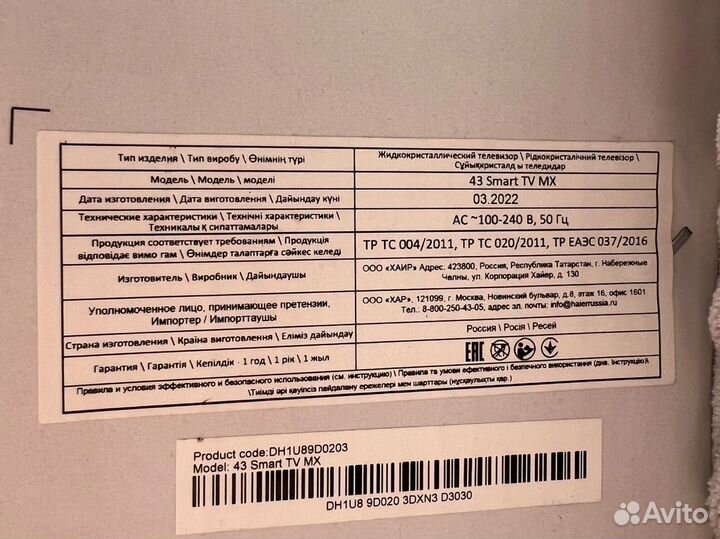 Тип изделия \ Тип виробу \ Өнімнің түрі
Жидкокристаллический телевизор \ Рідкокристалічний телевізор \
Сұйықкристалд ы теледидар
Модель \ Модель \ моделі
43 Smart TV MX
Дата изготовления \ Дата виготовлення \ Дайындау күні
03.2022
Технические характеристики \ Технічні характеристики \
Техникалық сипаттамалары
АС ~100-240 В, 50 Гц
Продукция соответствует требованиям \ Продукція
відповідає вимо гам \ Өнімдер талаптарға сәйкес келеді
ТР ТС 004/2011, ТР ТС 020/2011, ТР ЕАЭС 037/2016
Изготовитель \ Виробник \ Дайындаушы
ООО «ХАИР» Адрес. 423800, Россия, Республика Татарстан, г. Набережные
Челны, ул. Корпорация Хайер, д. 130
Уполномоченное лицо, принимающее претензии,
Импортер / Импорттаушы
ООО «ХАР», 121099, г. Москва, Новинский бульвар, д.8, этаж 16, офис 1601
Тел.: 8-800-250-43-05, адрес эл. почты: info@haierrussia.ru
Страна изготовления \ Країна виготовлення \ Еліміз дайындау
Россия \ Росія \ Ресей
Гарантия \ Гарантія \ Кепілдік - 1 год \ 1 рік \ 1 жыл
EAC
Правила и условия эффективного и безопасного использования (см. инструкцию) \ Правила та умови ефективного і безпечного використання (див. Інструкцію)\
\Тиімді әрі қауіпсіз пайдалану ережелері мен шарттары (нұсқаулықты қар.)
Product code:DH1U89D0203
Model: 43 Smart TV MX
DH1U8 9D020 3DXN3 D3030
Avito